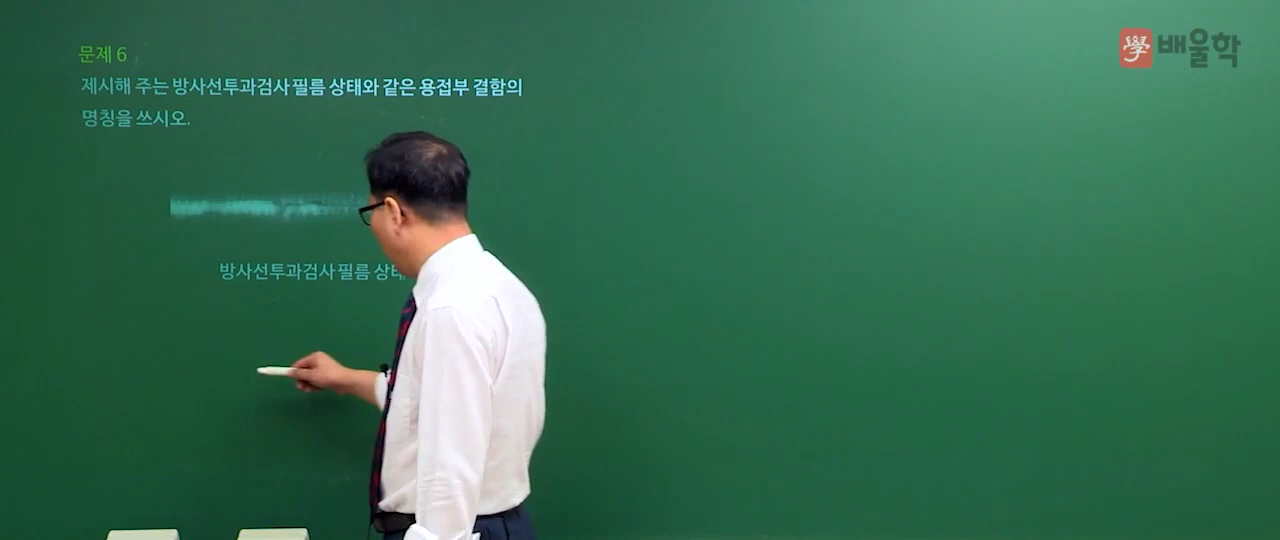 學 배울학
문제 6
제시해 주는 방사선투과검사 필름 상태와 같은 용접부 결함의
명칭을 쓰시오.
방사선투과검사 필름 상태